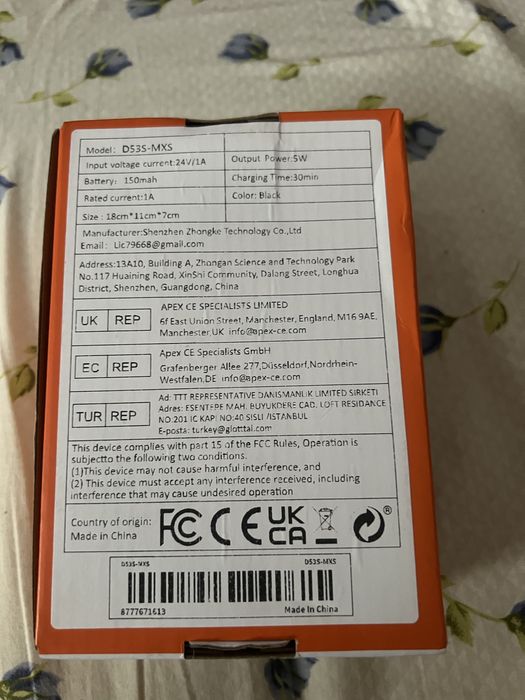 Model: D53S-MXS
Input voltage current:24V/1A Output Power:5W
Battery: 150mah Charging Time:30min
Rated current:1A Color: Black
Size : 18cm*11cm*7cm
Manufacturer:Shenzhen Zhongke Technology Co.,Ltd
Email: Lic79668@gmail.com
Address:13A10, Building A, Zhongan Science and Technology Park
No.117 Huaining Road, XinShi Community, Dalang Street, Longhua
District, Shenzhen, Guangdong, China
UK REP
APEX CE SPECIALISTS LIMITED
6f East Union Street, Manchester, England, M16 9AE,
Manchester,UK info@apex-ce.com
EC REP
Apex CE Specialists GmbH
Grafenberger Allee 277,Düsseldorf,Nordrhein-
Westfalen,DE info@apex-ce.com
TUR REP
Ad: TTT REPRESENTATIVE DANISMANLIK LIMITED SIRKETI
Adres: ESENTEPE MAH. BUYUKDERE CAD. LOFT RESIDANCE
NO:201 IC KAPI NO:40 SISLI /ISTANBUL
E-posta: turkey@glottal.com
This device complies with part 15 of the FCC Rules, Operation is
subjectto the following two conditions.
(1)This device may not cause harmful interference, and
(2) This device must accept any interference received, including
interference that may cause undesired operation
Country of origin:
Made in China
FC CE UK
CA ®
D53S-MXS D53S-MXS
8777671613 Made In China